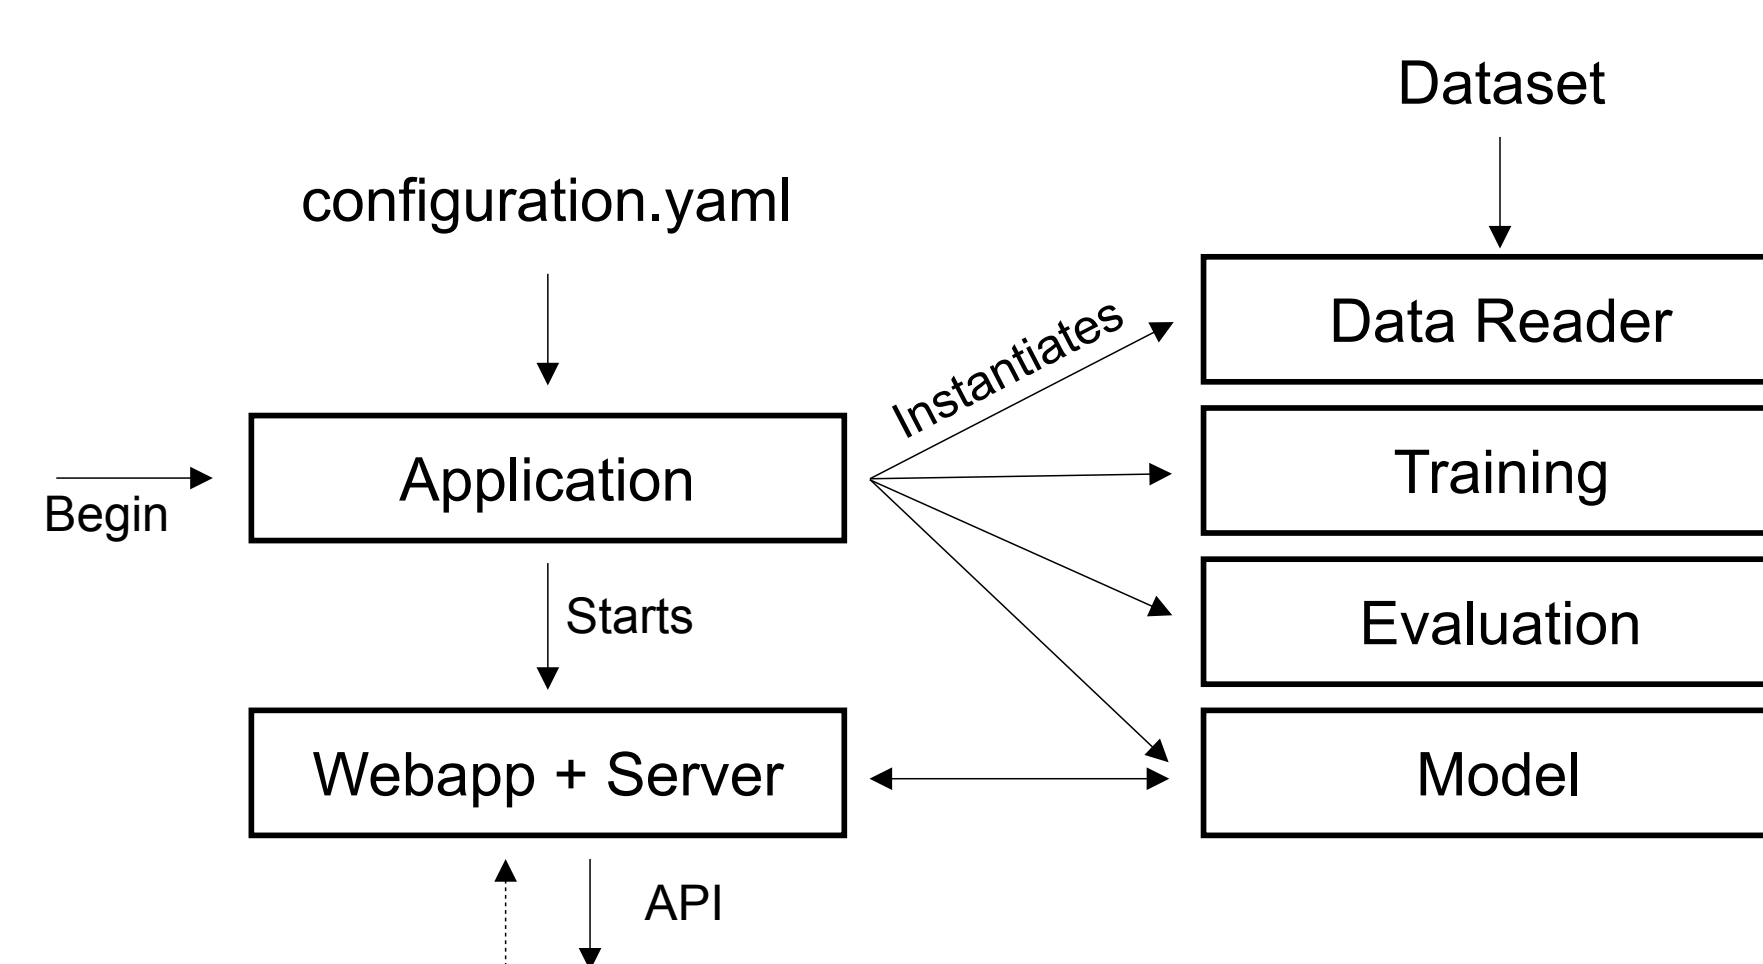 Dataset
configuration.yaml
Instantiates
Data Reader
Begin
Application
Training
Starts
Evaluation
Webapp + Server
Model
API